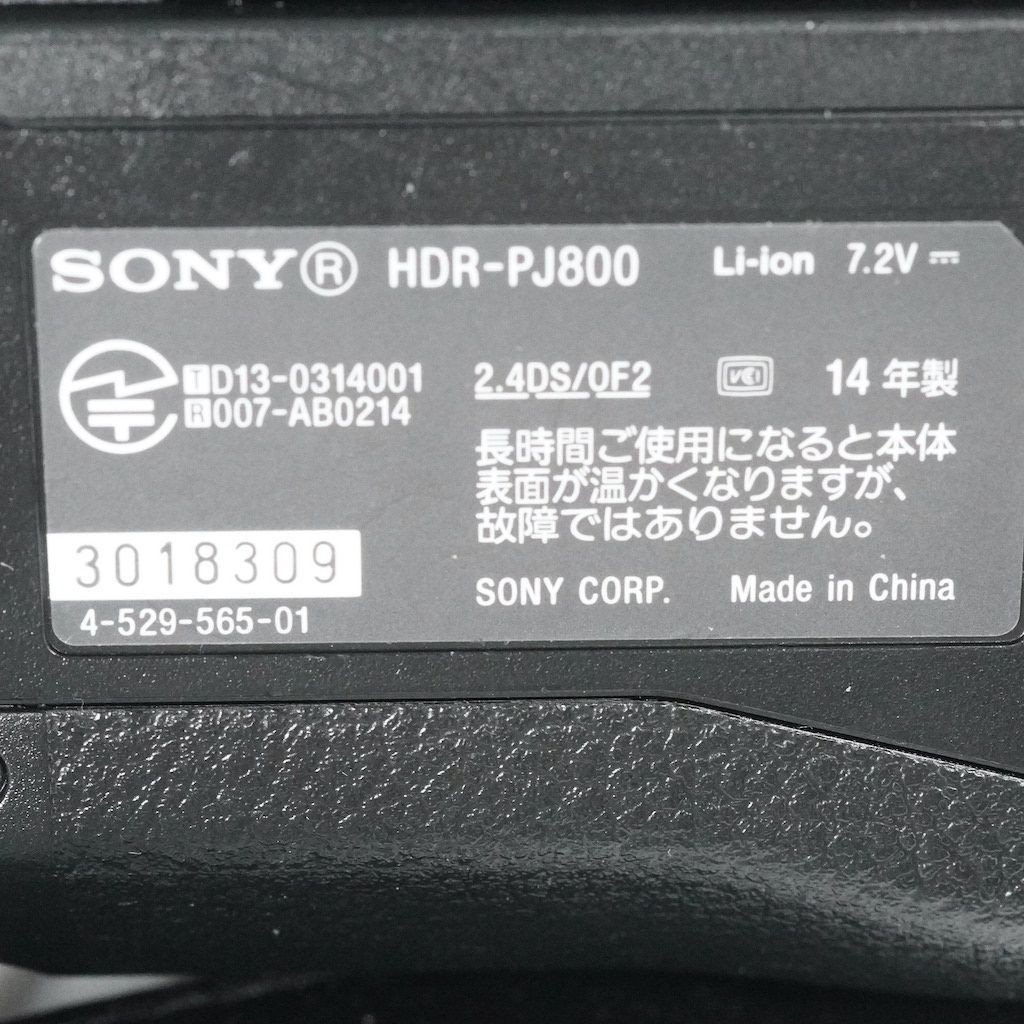 SONY® HDR-PJ800 Li-ion 7.2V ⎓
TD13-0314001
R007-AB0214
2.4DS/OF2 VCI 14年製
長時間ご使用になると本体
表面が温かくなりますが、
故障ではありません。
3018309
4-529-565-01
SONY CORP. Made in China